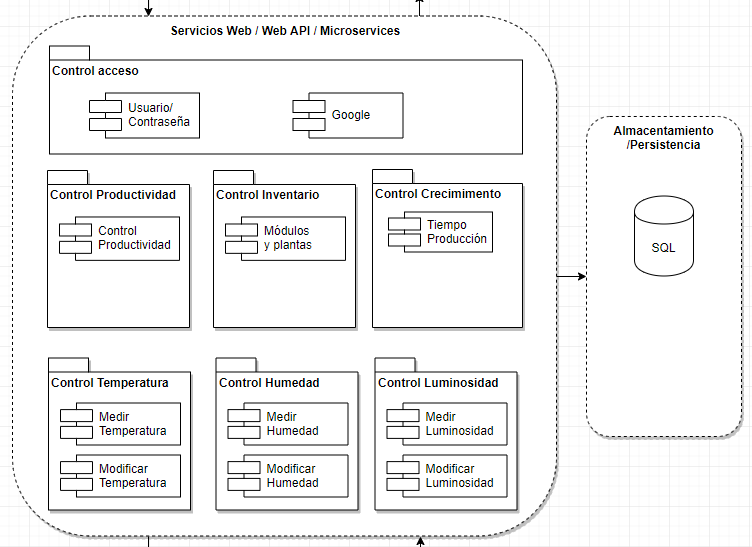 Servicios Web / Web API / Microservices
Control acceso
Usuario/
Contraseña
Google
Almacentamiento
/Persistencia
SQL
Control Productividad
Control
Productividad
Control Inventario
Módulos
y plantas
Control Crecimimento
Tiempo
Producción
Control Temperatura
Medir
Temperatura
Modificar
Temperatura
Control Humedad
Medir
Humedad
Modificar
Humedad
Control Luminosidad
Medir
Luminosidad
Modificar
Luminosidad